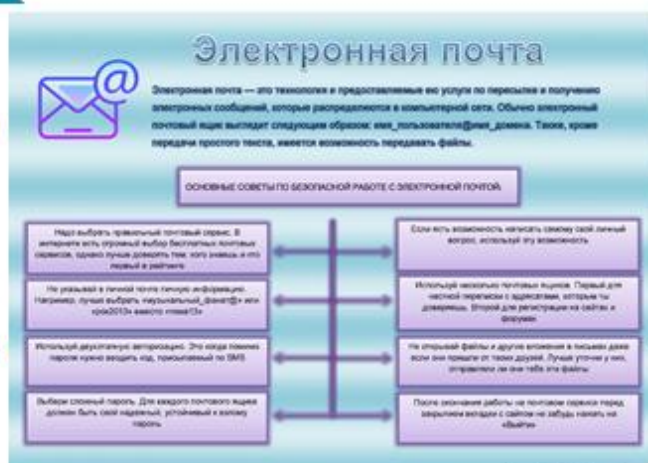 Электронная почта
Электронная почта — это технология и предоставляемые ею услуги по пересылке и получению
электронных сообщений, которые распределяются в компьютерной сети. Обычно электронный
почтовый ящик выглядит следующим образом: имя_пользователя@имя_домена. Также, кроме
передачи простого текста, имеется возможность передавать файлы.
ОСНОВНЫЕ СОВЕТЫ ПО БЕЗОПАСНОЙ РАБОТЕ С ЭЛЕКТРОННОЙ ПОЧТОЙ:
Надо выбрать правильный почтовый сервис. В
интернете есть огромный выбор бесплатных почтовых
сервисов, однако лучше доверять тем, кого знаешь и кто
первый в рейтинге
Не указывай в личной почте личную информацию.
Например, лучше выбрать «музыкальный_фанат@» или
«рок2013» вместо «тема13»
Используй двухэтапную авторизацию. Это когда помимо
пароля нужно вводить код, присылаемый по SMS
Выбери сложный пароль. Для каждого почтового ящика
должен быть свой надежный, устойчивый к взлому
пароль
Если есть возможность написать самому свой личный
вопрос, используй эту возможность
Используй несколько почтовых ящиков. Первый для
частной переписки с адресатами, которым ты
доверяешь. Второй для регистрации на сайтах и
форумах
Не открывай файлы и другие вложения в письмах даже
если они пришли от твоих друзей. Лучше уточни у них,
отправляли ли они тебе эти файлы
После окончания работы на почтовом сервисе перед
закрытием вкладки с сайтом не забудь нажать на
«Выйти»